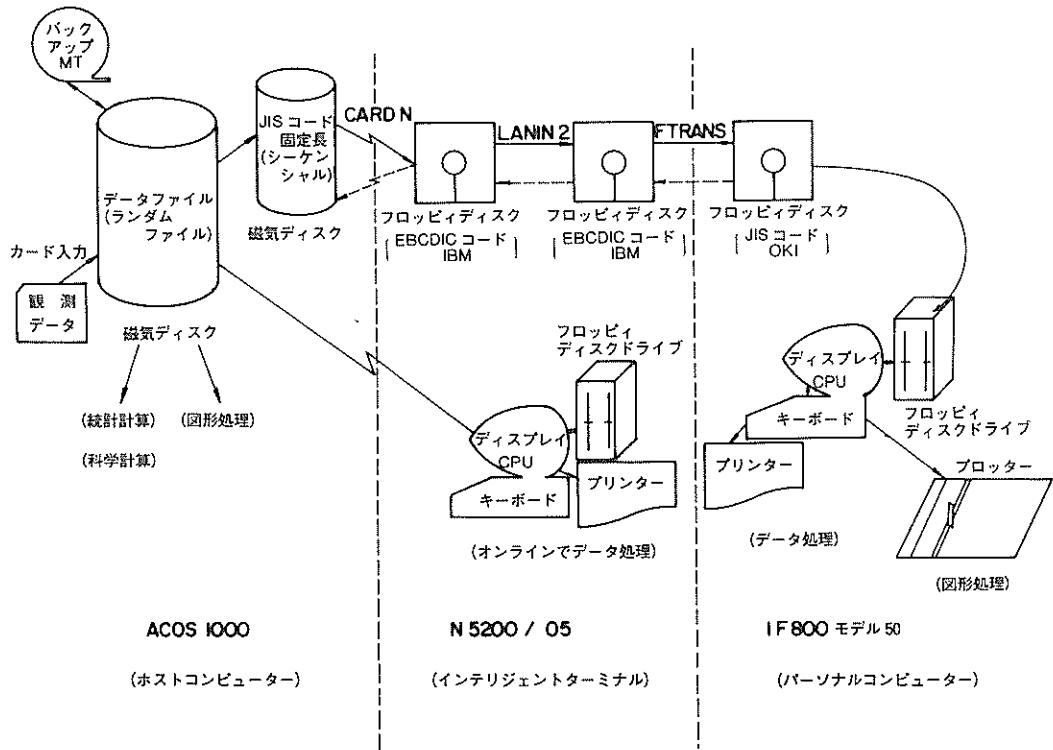 バック
アップ
MT
JISコード
固定長
(シーケン
シャル)
CARD N
LANIN 2
FTRANS
データファイル
(ランダム
ファイル)
磁気ディスク
フロッピィディスク
EBCDICコード
IBM
フロッピィディスク
EBCDICコード
IBM
フロッピィディスク
JISコード
OKI
カード入力
観測
データ
磁気ディスク
(統計計算)
(図形処理)
(科学計算)
フロッピィ
ディスクドライブ
ディスプレイ
CPU
キーボード
プリンター
(オンラインでデータ処理)
ディスプレイ
CPU
キーボード
フロッピィ
ディスクドライブ
プリンター
プロッター
(データ処理)
(図形処理)
ACOS 1000
N5200 / 05
IF800 モデル50
(ホストコンピューター)
(インテリジェントターミナル)
(パーソナルコンピューター)